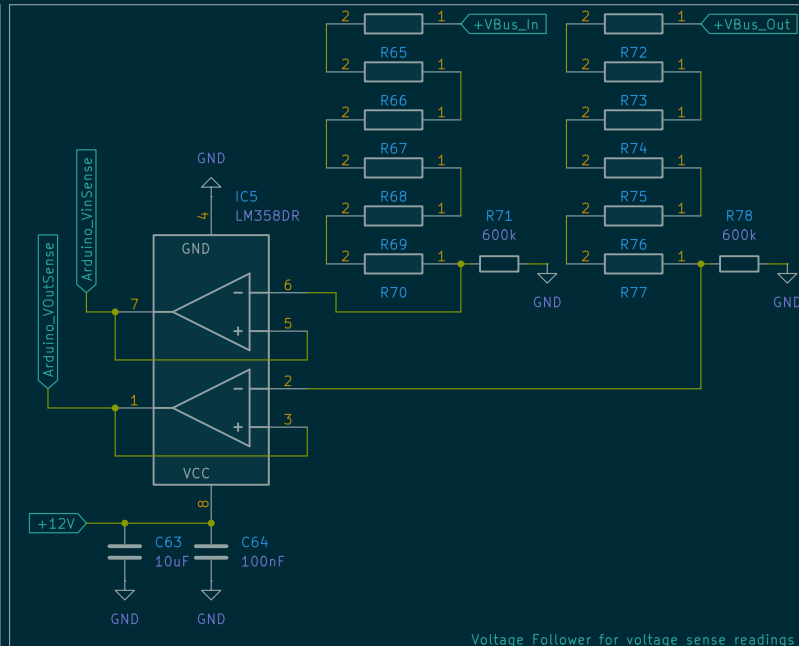 2 1 +VBus_In
R65
2 1
R66
2 1
R67
2 1
R68
2 1
R69
2 1
R70
R71
600k
GND
2 1 +VBus_Out
R72
2 1
R73
2 1
R74
2 1
R75
2 1
R76
2 1
R77
R78
600k
GND
Arduino_VinSense
Arduino_VOutSense
GND
4
IC5
LM358DR
GND
7 - 6
+ 5
1 - 2
+ 3
VCC
8
+12V
C63
10uF
C64
100nF
GND
GND
Voltage Follower for voltage sense readings